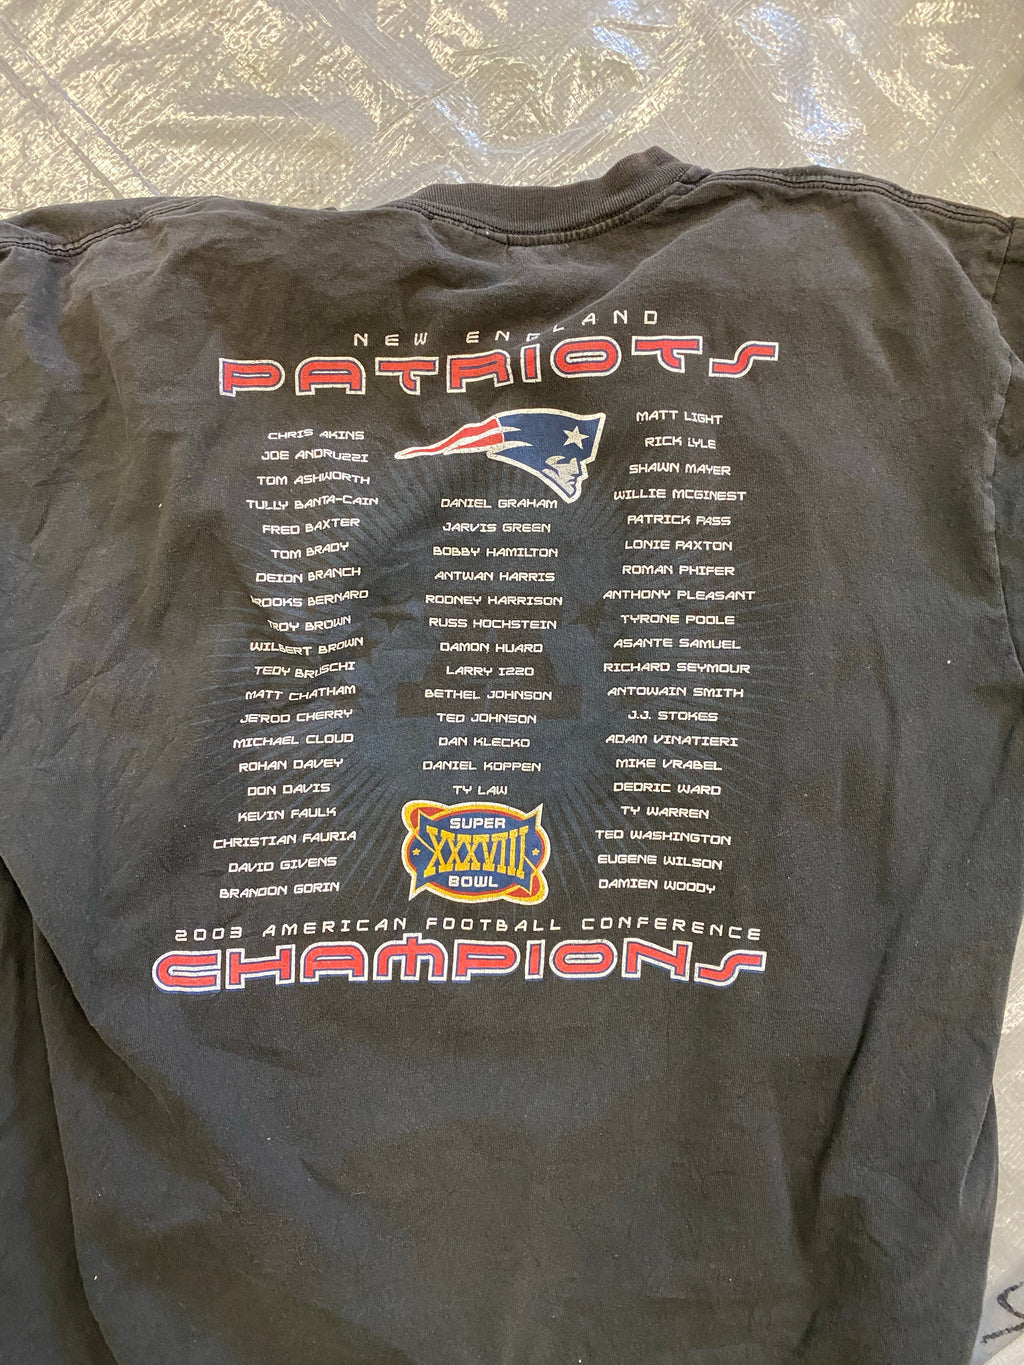 NEW ENGLAND
PATRIOTS
CHRIS AKINS
JOE ANDRUZZI
TOM ASHWORTH
TULLY BANTA-CAIN
FRED BAXTER
TOM BRADY
DEION BRANCH
BROOKS BERNARD
TROY BROWN
WILBERT BROWN
TEDY BRUSCHI
MATT CHATHAM
JE'ROD CHERRY
MICHAEL CLOUD
ROHAN DAVEY
DON DAVIS
KEVIN FAULK
CHRISTIAN FAURIA
DAVID GIVENS
BRANDON GORIN
DANIEL GRAHAM
JARVIS GREEN
BOBBY HAMILTON
ANTWAN HARRIS
RODNEY HARRISON
RUSS HOCHSTEIN
DAMON HUARD
LARRY IZZO
BETHEL JOHNSON
TED JOHNSON
DAN KLECKO
DANIEL KOPPEN
TY LAW
SUPER
XXXVIII
BOWL
MATT LIGHT
RICK LYLE
SHAWN MAYER
WILLIE MCGINEST
PATRICK PASS
LONIE PAXTON
ROMAN PHIFER
ANTHONY PLEASANT
TYRONE POOLE
ASANTE SAMUEL
RICHARD SEYMOUR
ANTOWAIN SMITH
J.J. STOKES
ADAM VINATIERI
MIKE VRABEL
DEDRIC WARD
TY WARREN
TED WASHINGTON
EUGENE WILSON
DAMIEN WOODY
2003 AMERICAN FOOTBALL CONFERENCE
CHAMPIONS